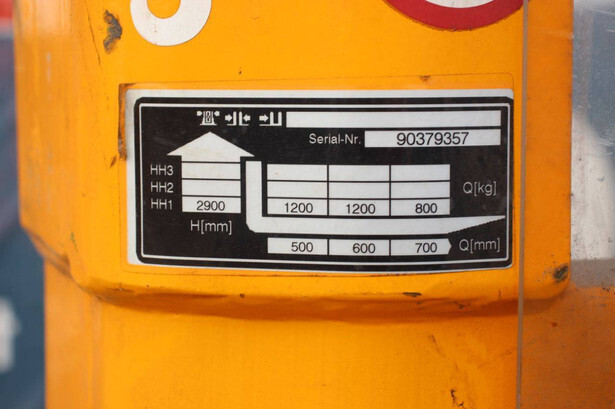 Serial-Nr. 90379357
HH3
HH2 Q[kg]
HH1 2900 1200 1200 800
H[mm]
500 600 700 Q[mm]